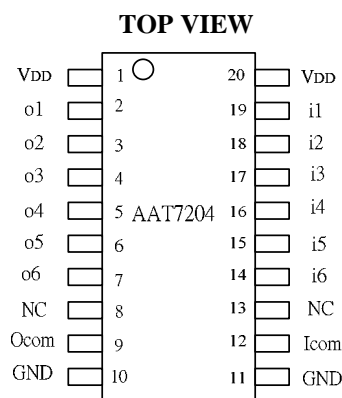 TOP VIEW
VDD 1 20 VDD
o1 2 19 i1
o2 3 18 i2
o3 4 17 i3
o4 5 AAT7204 16 i4
o5 6 15 i5
o6 7 14 i6
NC 8 13 NC
Ocom 9 12 Icom
GND 10 11 GND